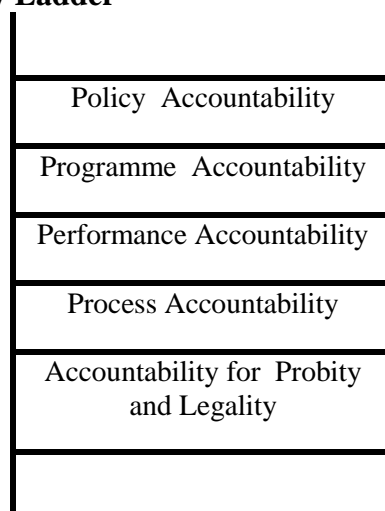 Ladder
Policy Accountability
Programme Accountability
Performance Accountability
Process Accountability
Accountability for Probity
and Legality